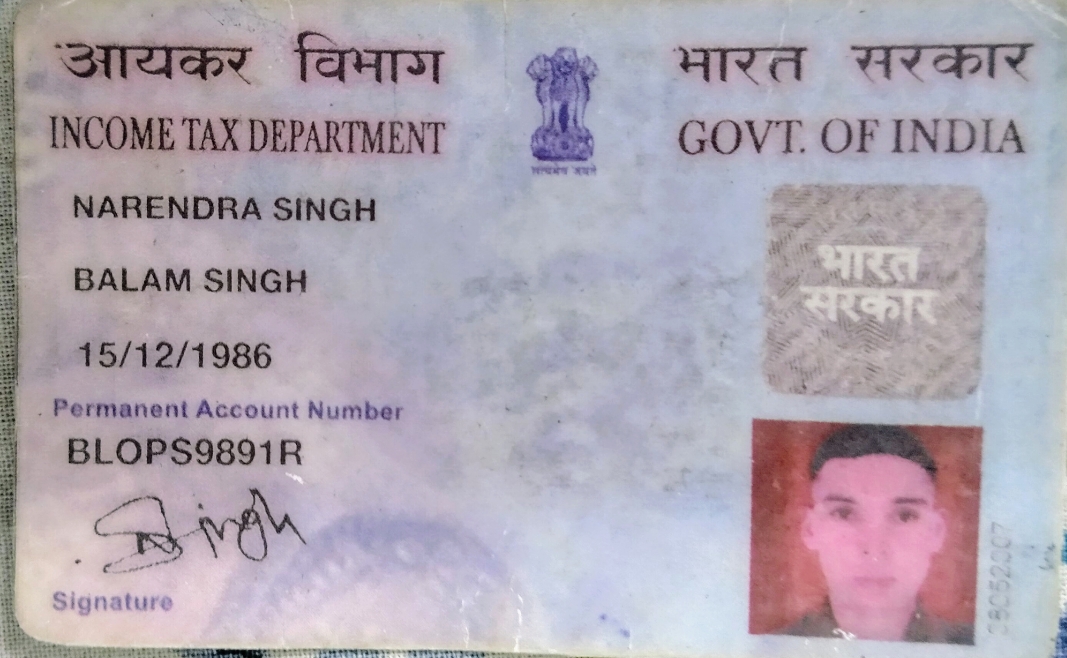 आयकर विभाग
INCOME TAX DEPARTMENT
भारत सरकार
GOVT. OF INDIA
सत्यमेव जयते
NARENDRA SINGH
BALAM SINGH
15/12/1986
Permanent Account Number
BLOPS9891R
Singh
Signature
भारत
सरकार